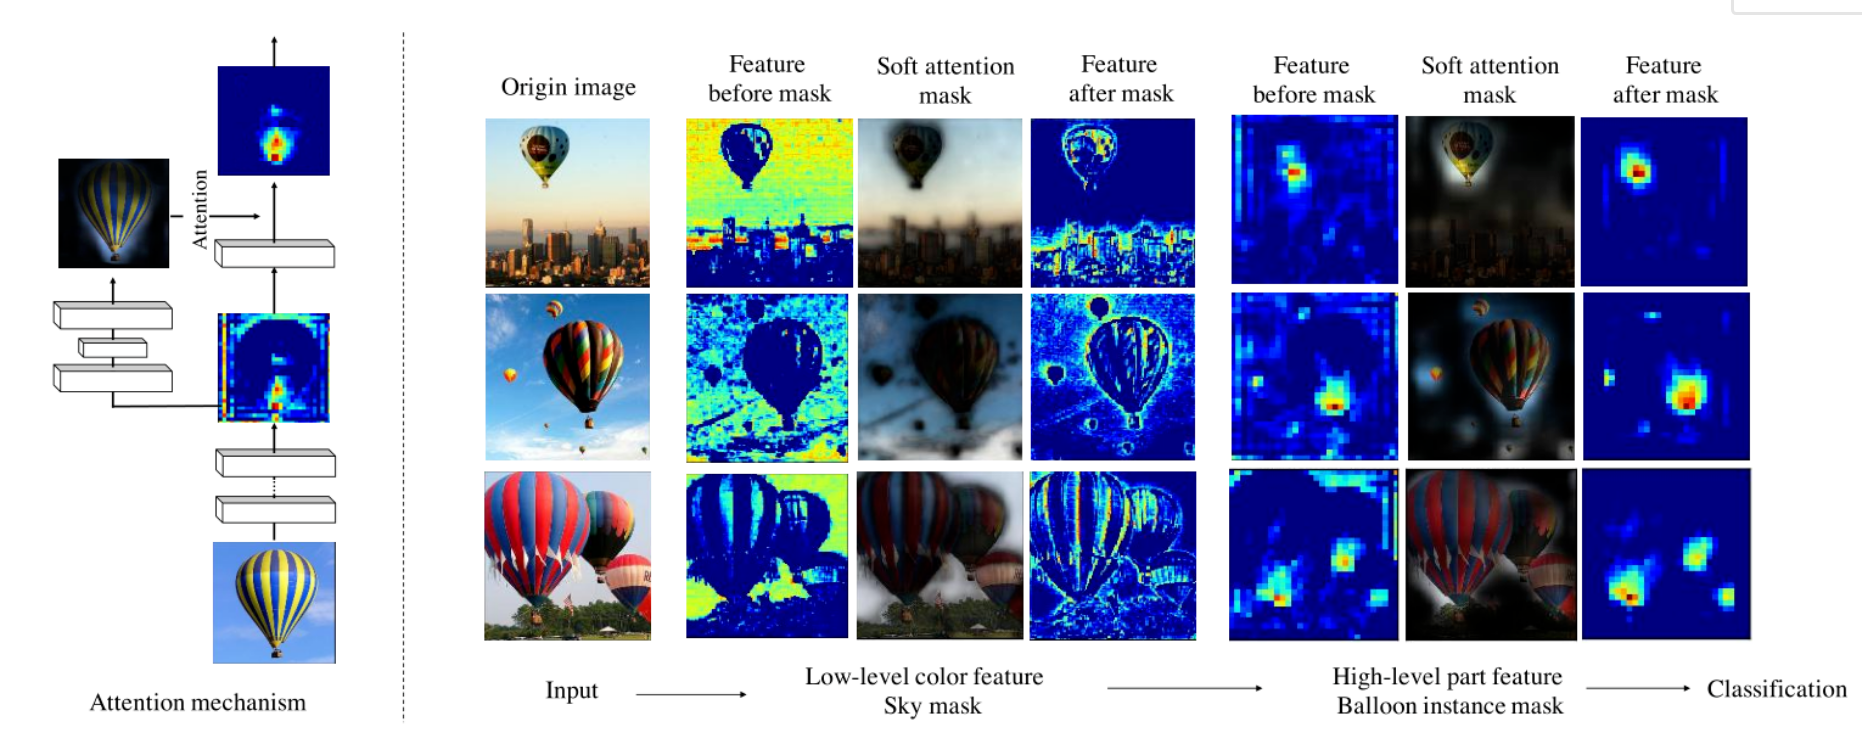 Attention
Attention mechanism
Origin image
Feature
before mask
Soft attention
mask
Feature
after mask
Feature
before mask
Soft attention
mask
Feature
after mask
Input
Low-level color feature
Sky mask
High-level part feature
Balloon instance mask
Classification